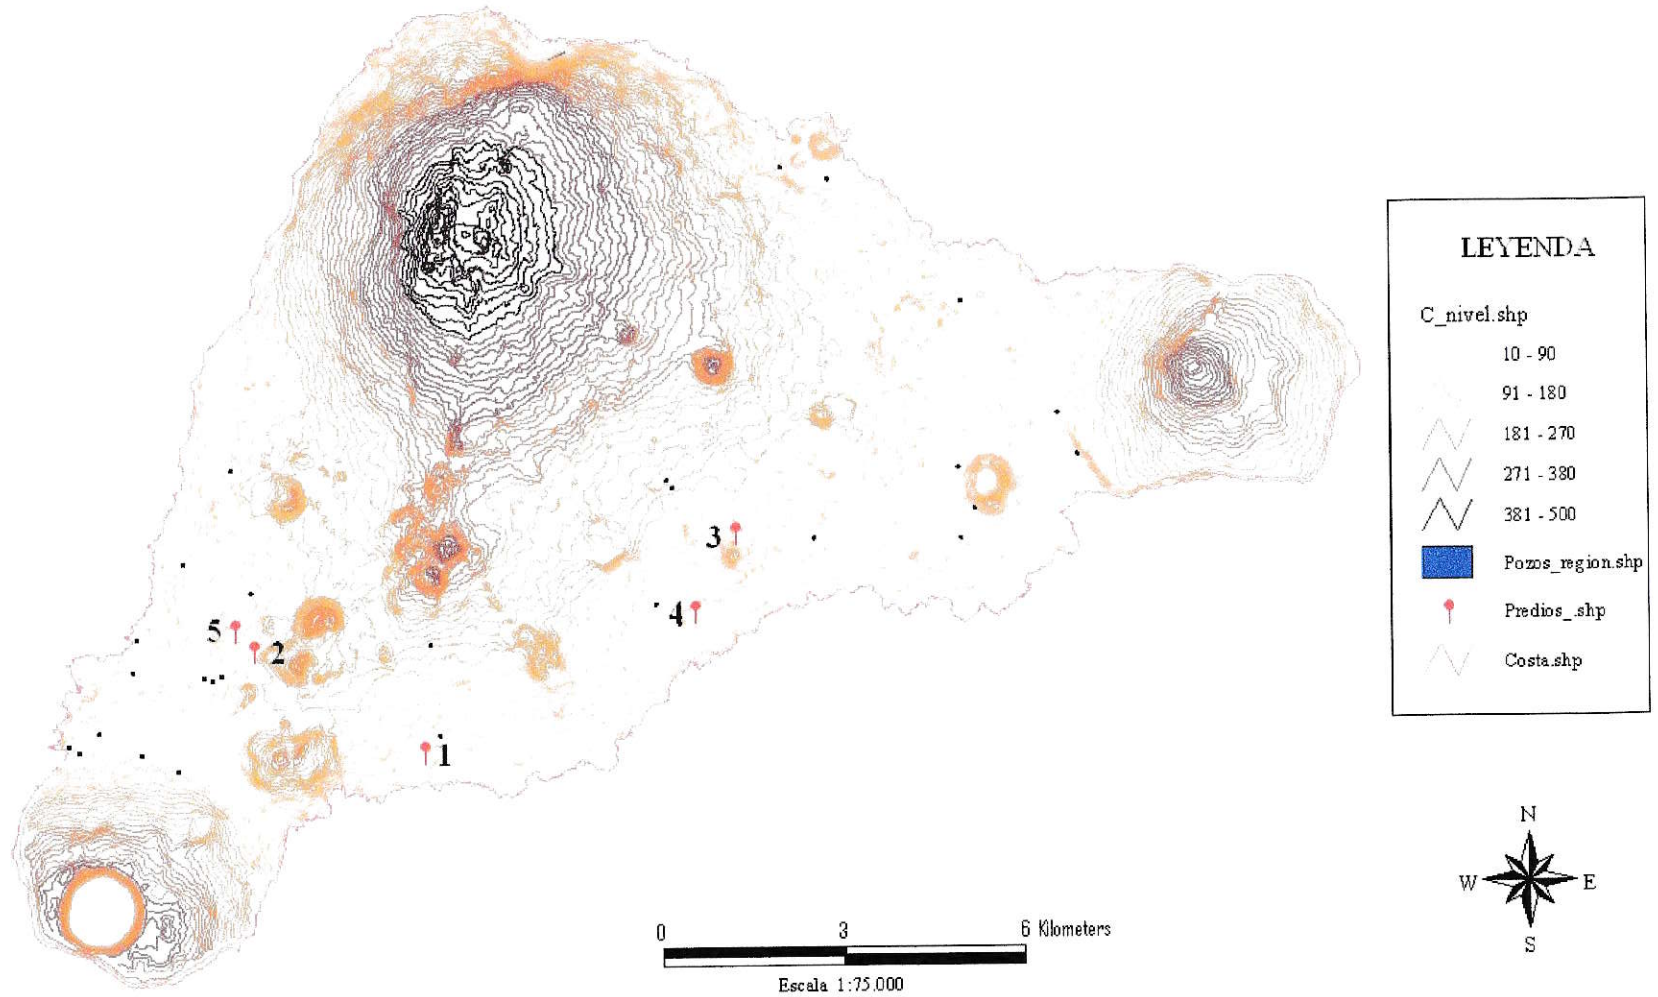 LEYENDA
C_nivel.shp
10 - 90
91 - 180
181 - 270
271 - 380
381 - 500
Pozos_region.shp
Predios_.shp
Costa.shp
3
4
5
2
1
N
W E
S
0 3 6 Kilometers
Escala 1:75.000